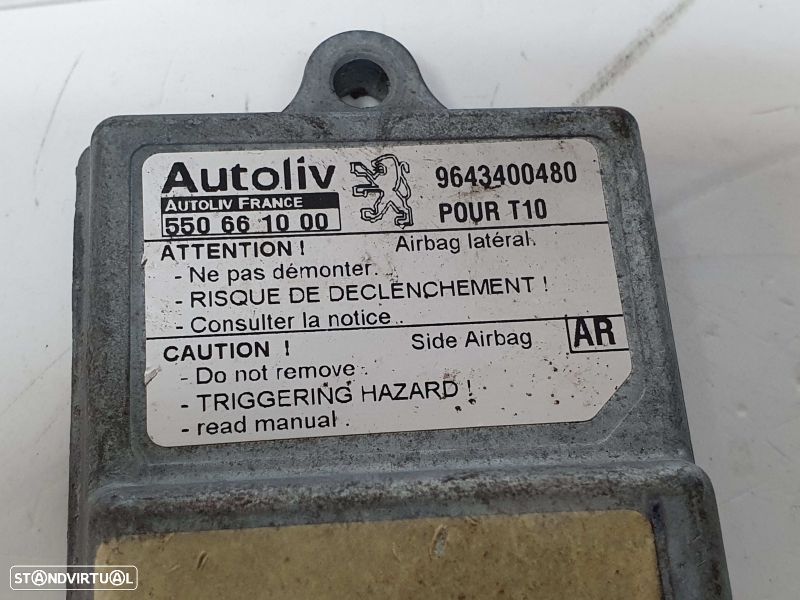 Autoliv
AUTOLIV FRANCE
550 66 10 00
9643400480
POUR T10
ATTENTION ! Airbag latéral.
- Ne pas démonter.
- RISQUE DE DECLENCHEMENT !
- Consulter la notice .
CAUTION ! Side Airbag AR
- Do not remove .
- TRIGGERING HAZARD !
- read manual .
STANDVIRTUAL